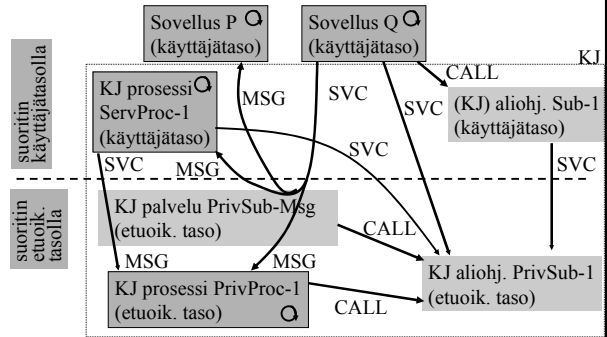 Sovellus P
(käyttäjätaso)
Sovellus Q
(käyttäjätaso)
KJ
suoritin
käyttäjätasolla
KJ prosessi
ServProc-1
(käyttäjätaso)
MSG
SVC
CALL
SVC
(KJ) aliohj. Sub-1
(käyttäjätaso)
SVC
MSG
SVC
SVC
suoritin
etuoik.
tasolla
KJ palvelu PrivSub-Msg
(etuoik. taso)
CALL
MSG
MSG
KJ prosessi PrivProc-1
(etuoik. taso)
CALL
KJ aliohj. PrivSub-1
(etuoik. taso)